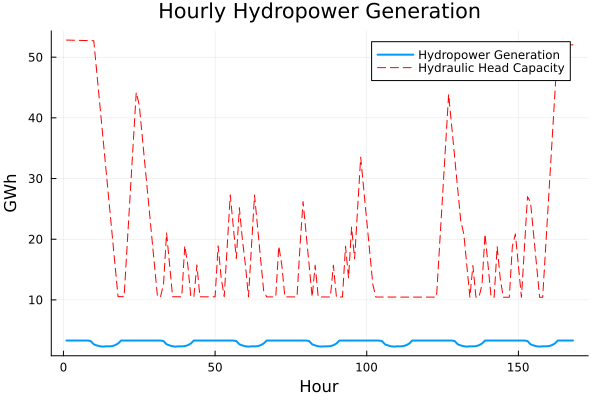 Hourly Hydropower Generation
Hydropower Generation
Hydraulic Head Capacity
GWh
50
40
30
20
10
0
50
100
150
Hour